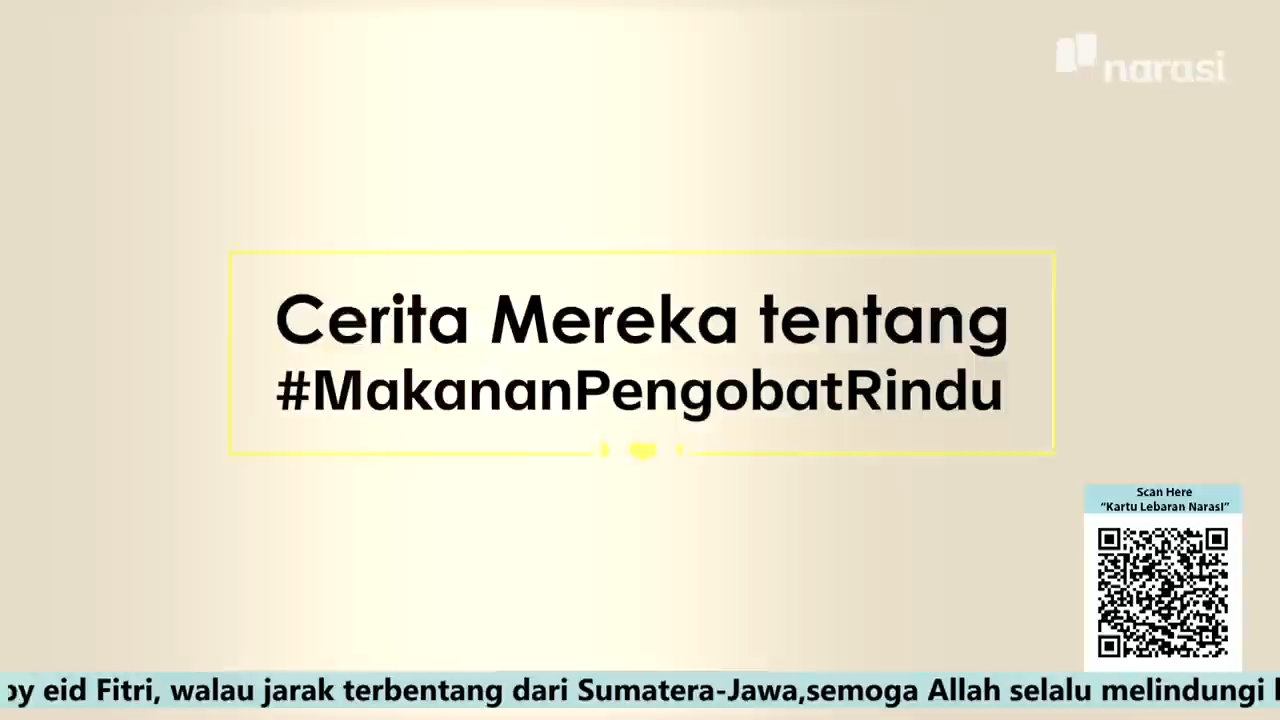 narasi
Cerita Mereka tentang
#MakananPengobatRindu
Scan Here
“Kartu Lebaran NarasI”
eid Fitri, walau jarak terbentang dari Sumatera-Jawa,semoga Allah selalu melindungi